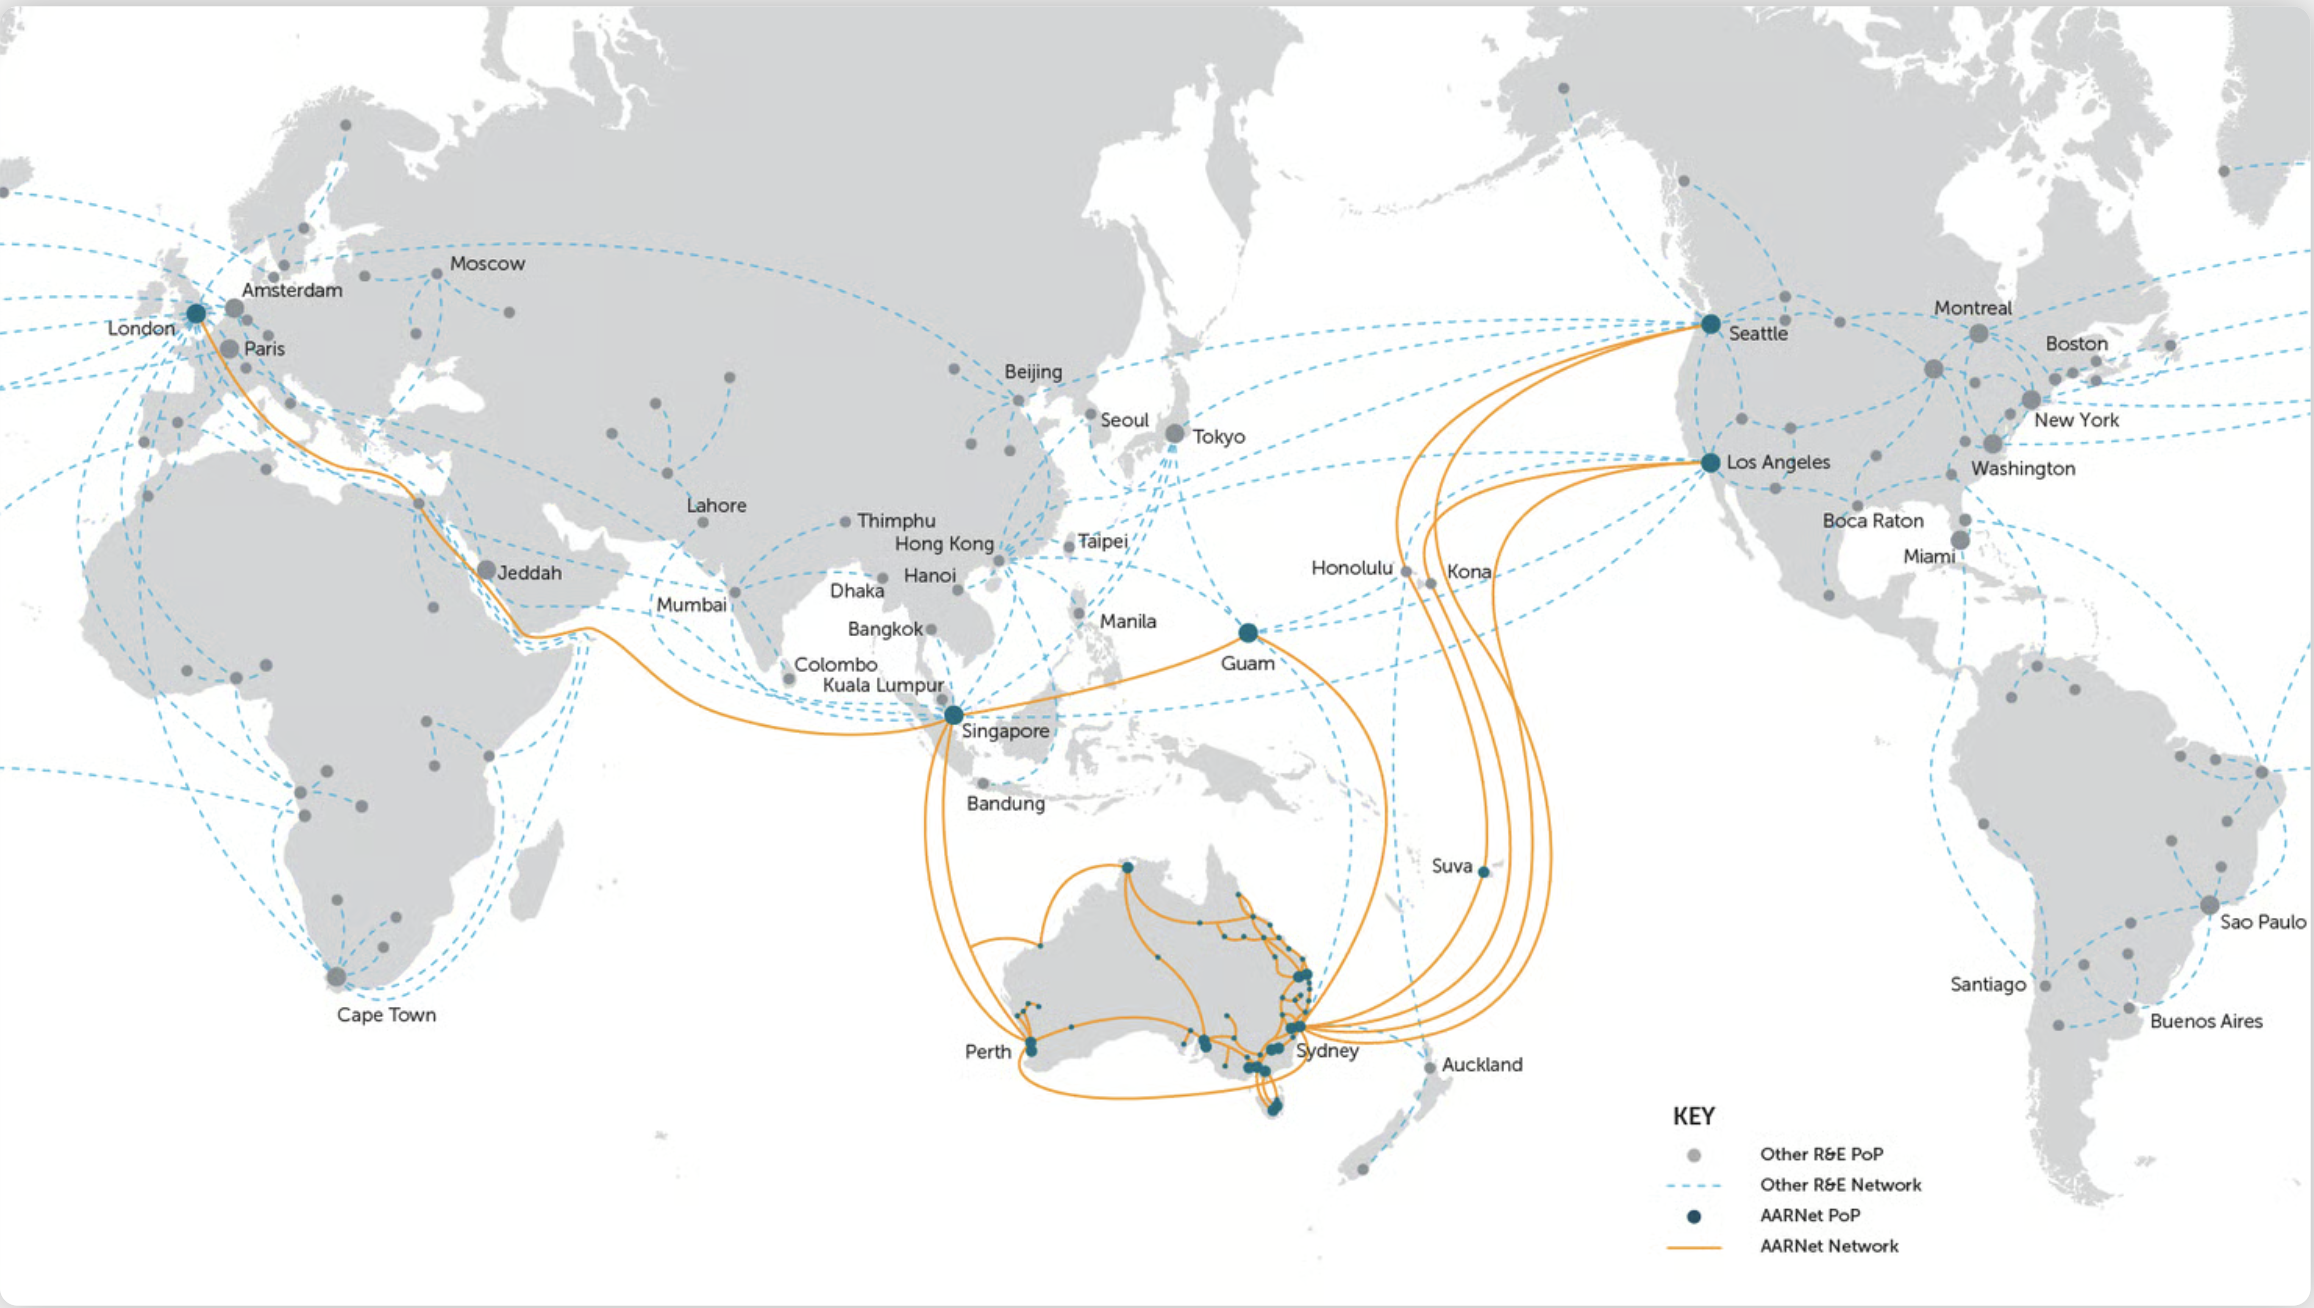 Moscow
Amsterdam
London
Paris
Montreal
Seattle
Boston
Beijing
Seoul
Tokyo
New York
Los Angeles
Washington
Lahore
Thimphu
Boca Raton
Hong Kong
Taipei
Miami
Jeddah
Hanoi
Dhaka
Honolulu
Kona
Mumbai
Manila
Bangkok
Guam
Colombo
Kuala Lumpur
Singapore
Bandung
Suva
Sao Paulo
Santiago
Cape Town
Buenos Aires
Perth
Sydney
Auckland
KEY
Other R&E PoP
Other R&E Network
AARNet PoP
AARNet Network